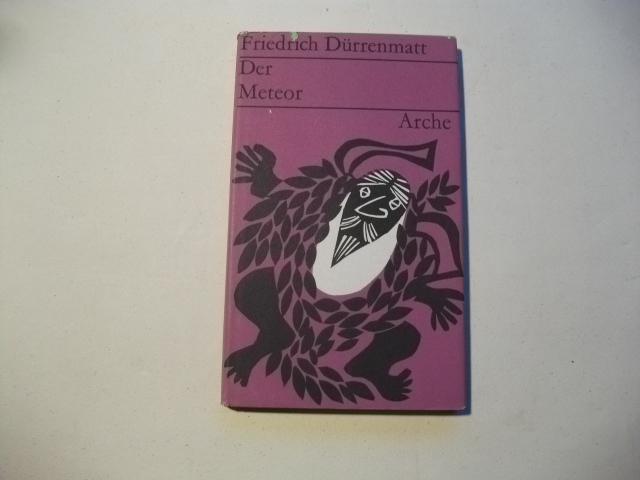 Friedrich Dürrenmatt
Der
Meteor
Arche